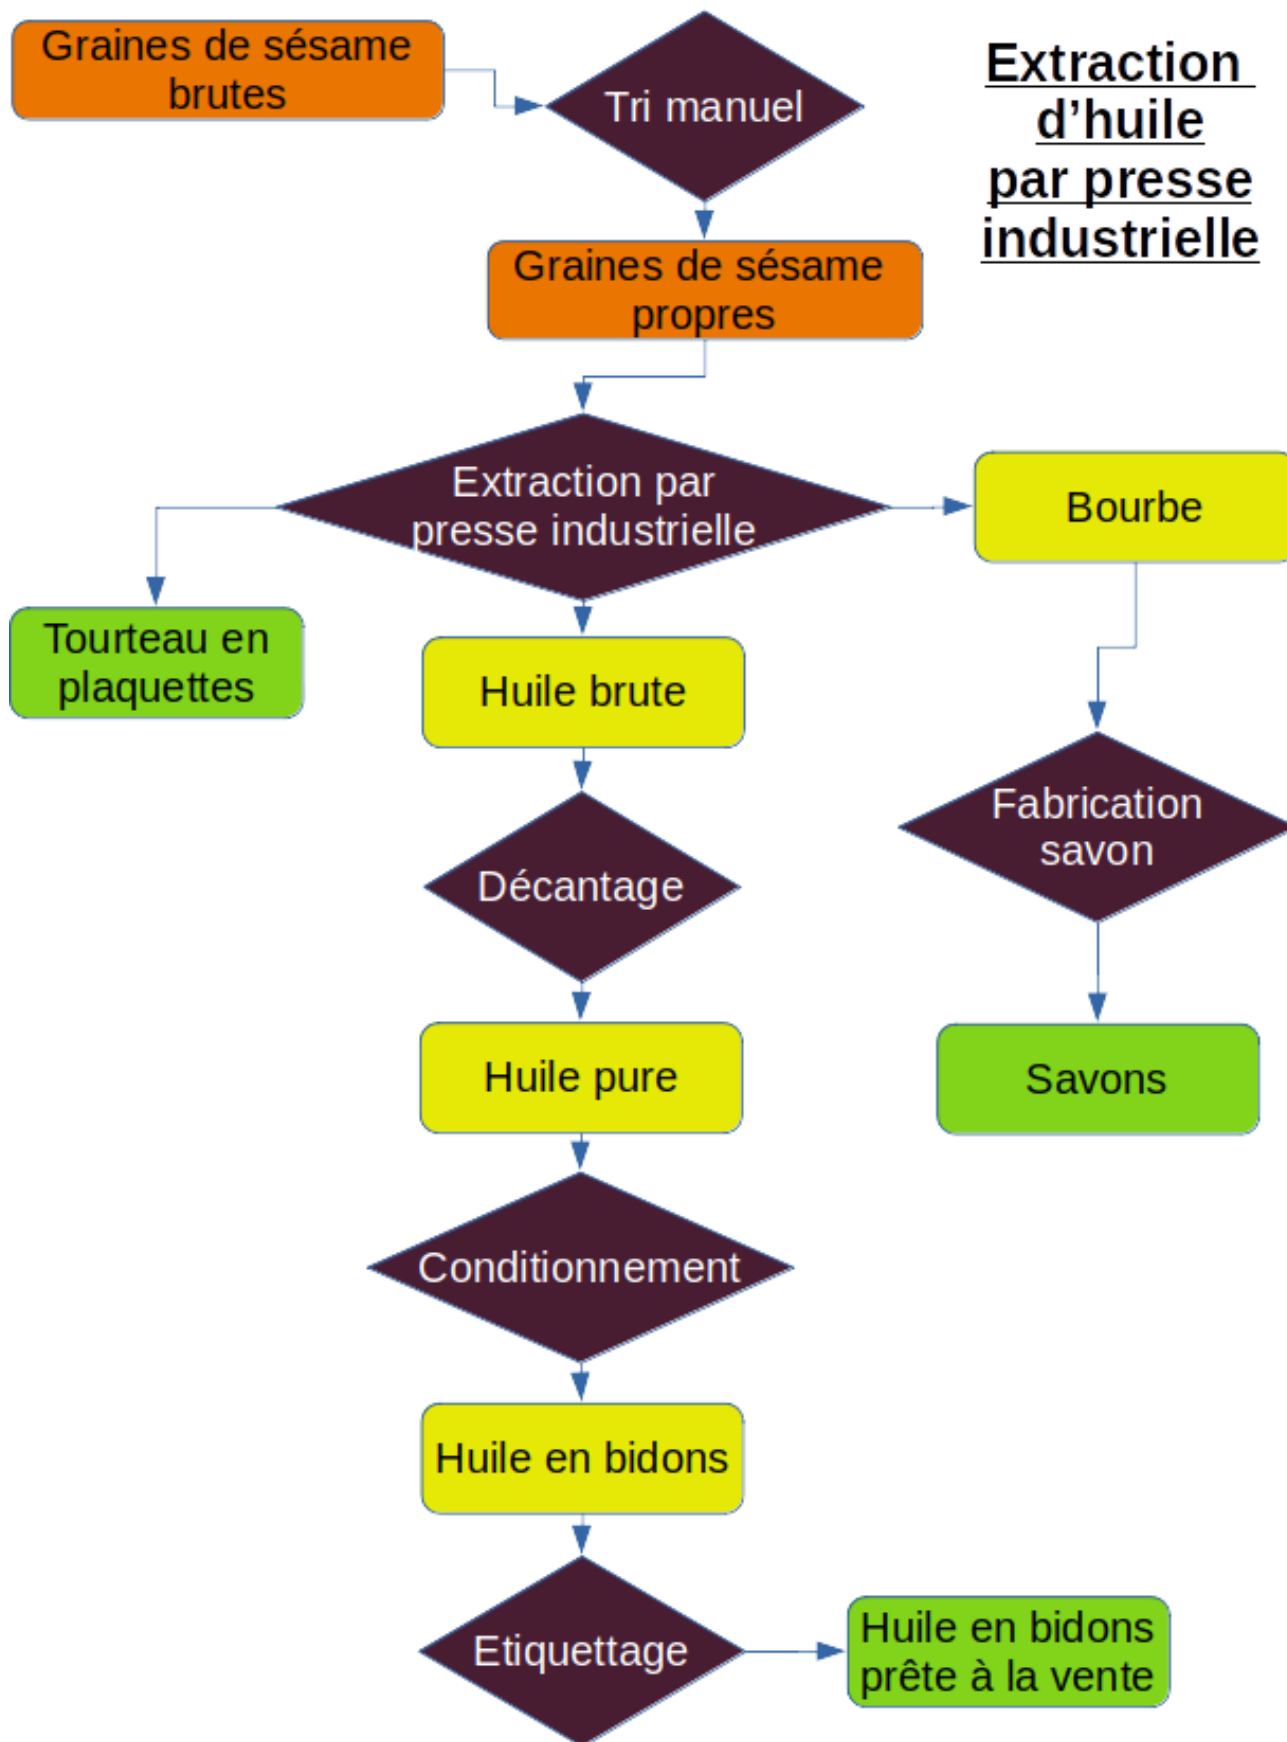 Graines de sésame
brutes
Tri manuel
Extraction
d’huile
par presse
industrielle
Graines de sésame
propres
Extraction par
presse industrielle
Bourbe
Tourteau en
plaquettes
Huile brute
Fabrication
savon
Décantage
Huile pure
Savons
Conditionnement
Huile en bidons
Etiquettage
Huile en bidons
prête à la vente